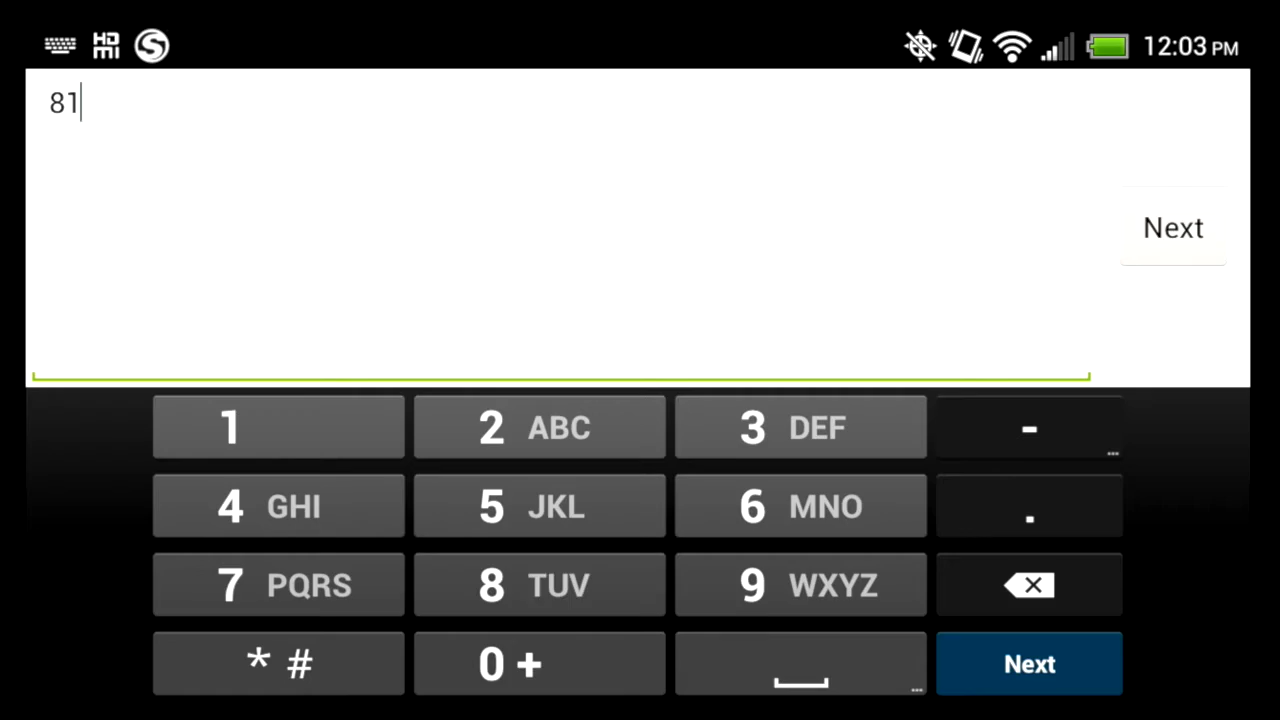 HDMI S 12:03 PM
81
Next
1 2 ABC 3 DEF -
4 GHI 5 JKL 6 MNO .
7 PQRS 8 TUV 9 WXYZ
* # 0 + Next